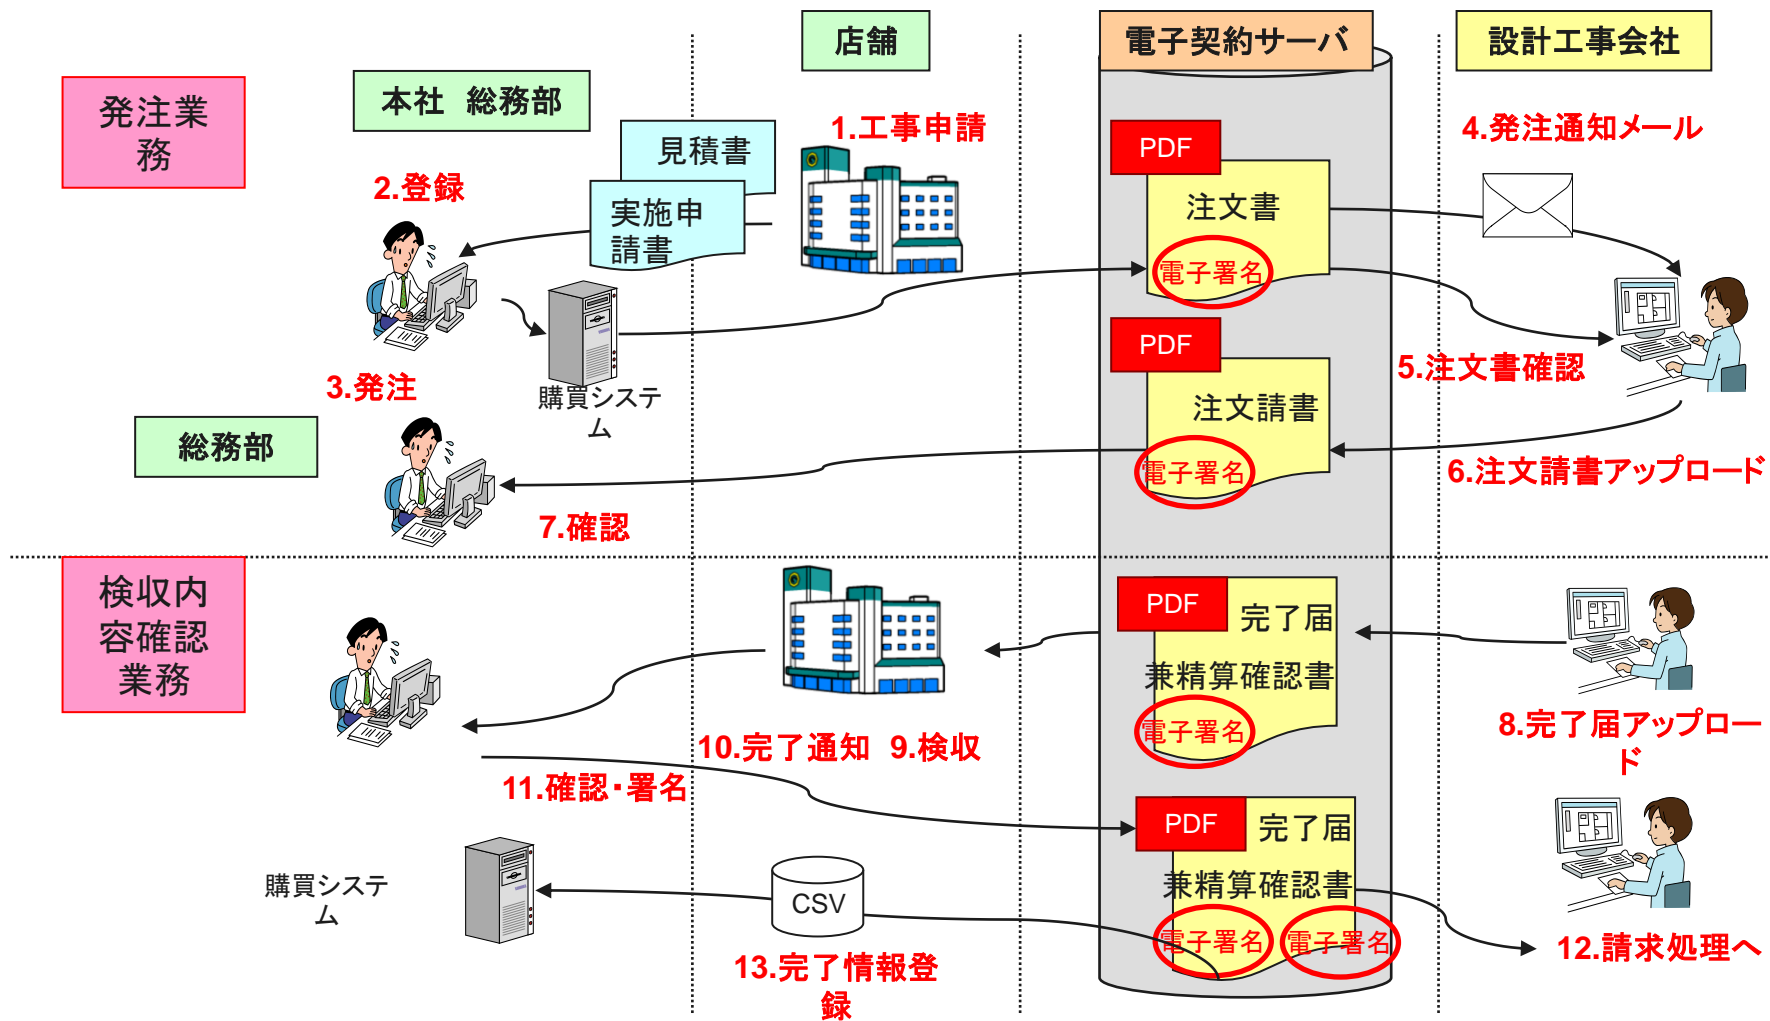 店舗
電子契約サーバ
設計工事会社
本社　総務部
発注業
務
見積書
1.工事申請
PDF
4.発注通知メール
2.登録
実施申
請書
注文書
電子署名
3.発注
購買システ
ム
PDF
5.注文書確認
注文請書
総務部
電子署名
6.注文請書アップロード
7.確認
検収内
容確認
業務
PDF
完了届
兼精算確認書
電子署名
8.完了届アップロー
ド
10.完了通知
9.検収
11.確認・署名
PDF
完了届
兼精算確認書
購買システ
ム
CSV
電子署名
電子署名
12.請求処理へ
13.完了情報登
録